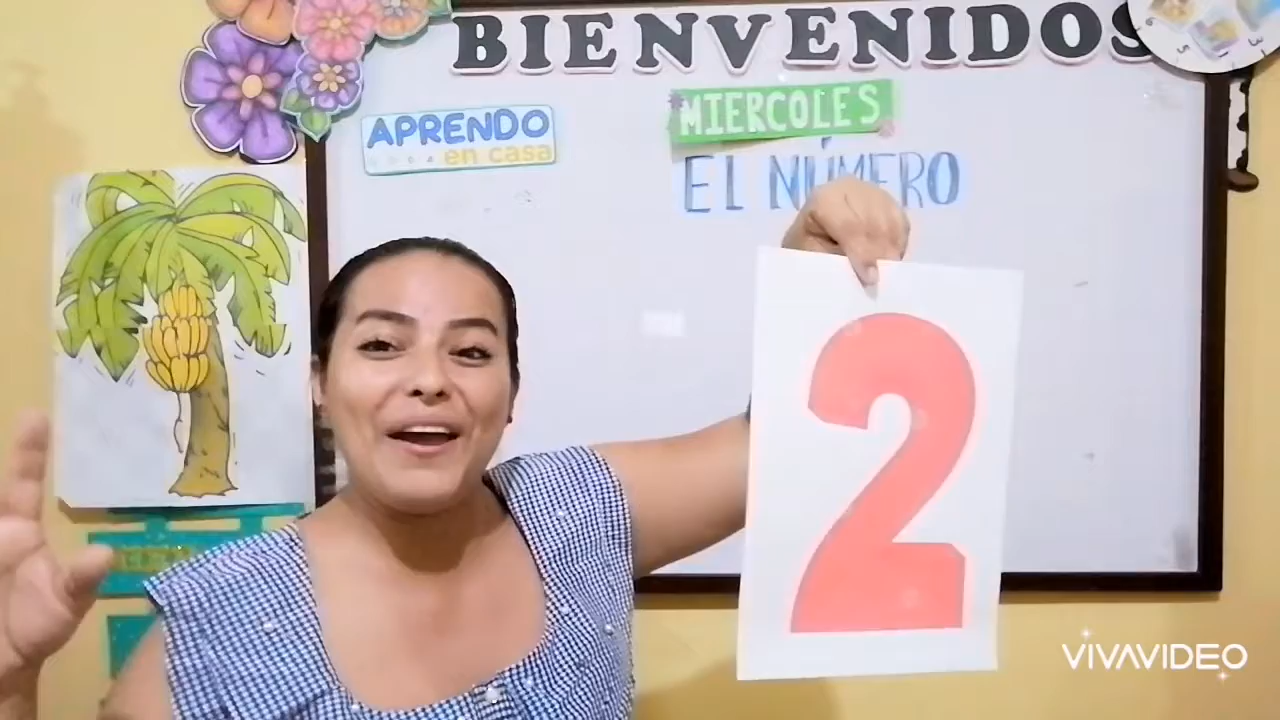 BIENVENIDOS
APRENDO
en casa
MIERCOLES
EL NÚMERO
2
VIVAVIDEO